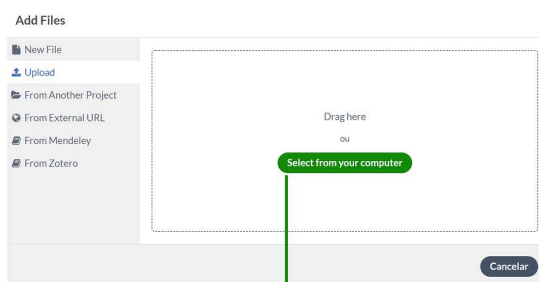 Add Files
New File
Upload
From Another Project
From External URL
From Mendeley
From Zotero
Drag here
ou
Select from your computer
Cancelar